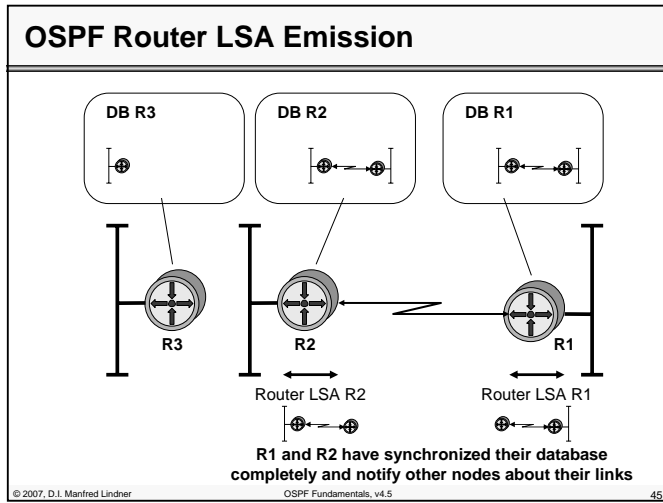 OSPF Router LSA Emission
DB R3
DB R2
DB R1
R3
R2
R1
Router LSA R2
Router LSA R1
R1 and R2 have synchronized their database
completely and notify other nodes about their links
© 2007, D.I. Manfred Lindner
OSPF Fundamentals, v4.5
45